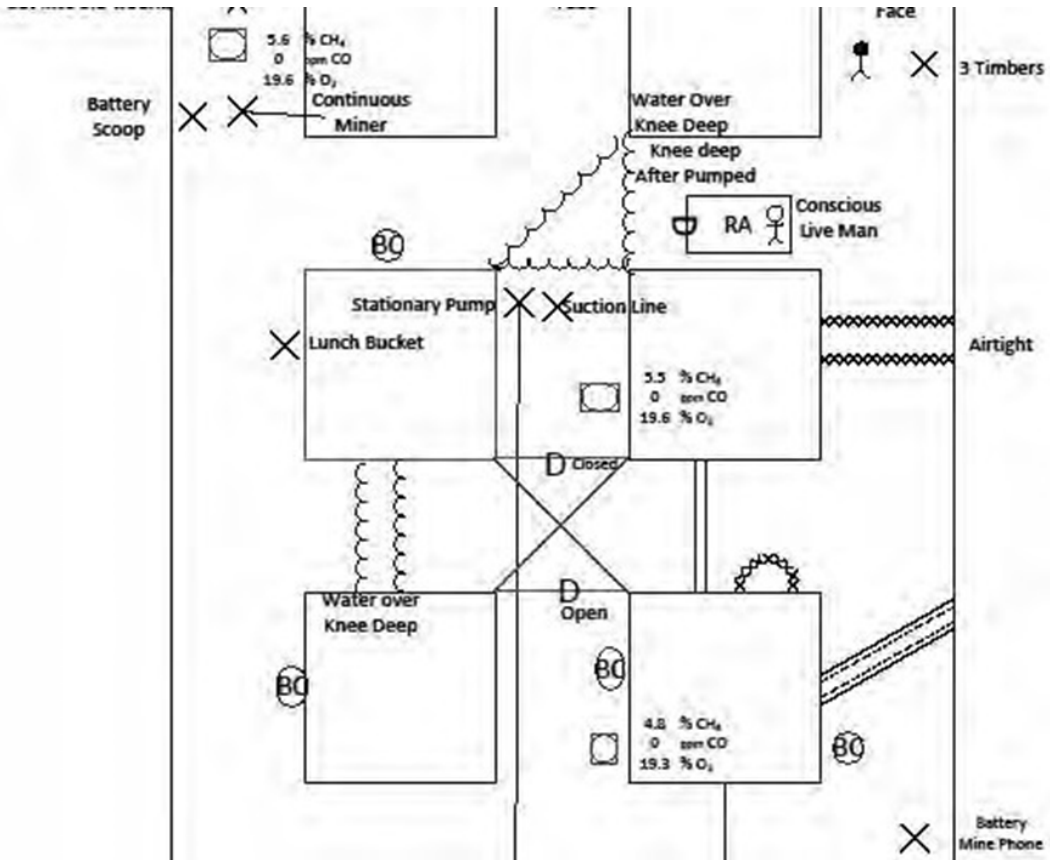 Face
5.6 % CH₄
0 ppm CO
19.6 % O₂
3 Timbers
Battery
Scoop
Continuous
Miner
Water Over
Knee Deep
Knee deep
After Pumped
RA
Conscious
Live Man
BO
Stationary Pump
Suction Line
Lunch Bucket
Airtight
5.5 % CH₄
0 ppm CO
19.6 % O₂
D Closed
D
Open
Water over
Knee Deep
BO
BO
4.8 % CH₄
0 ppm CO
19.3 % O₂
BO
Battery
Mine Phone